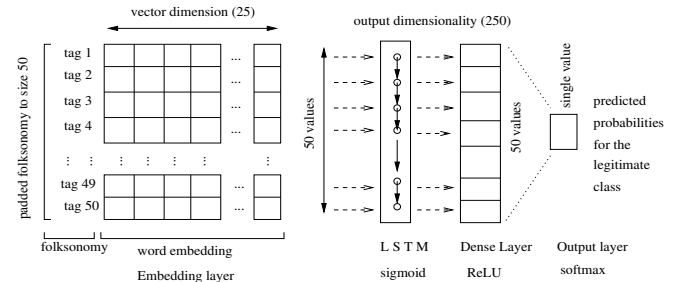 vector dimension (25)
output dimensionality (250)
padded folksonomy to size 50
tag 1
tag 2
tag 3
tag 4
tag 49
tag 50
...
...
...
...
...
...
folksonomy
word embedding
Embedding layer
50 values
L S T M
sigmoid
50 values
Dense Layer
ReLU
single value
Output layer
softmax
predicted
probabilities
for the
legitimate
class